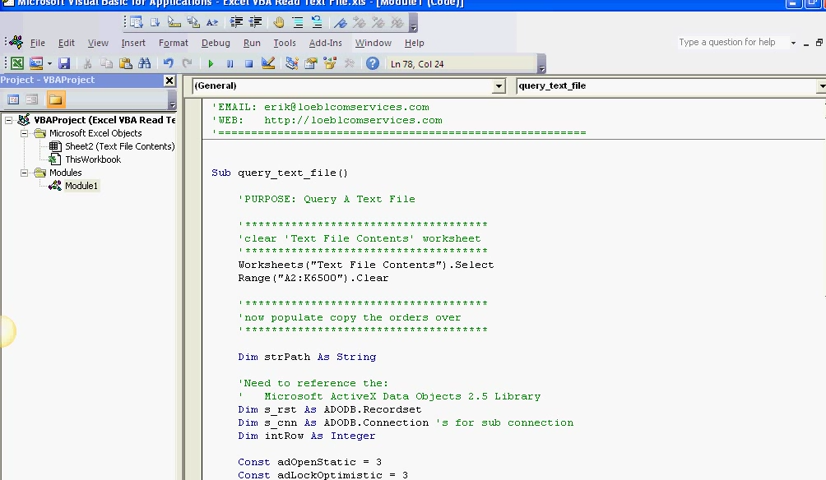 Microsoft Visual Basic for Applications - Excel VBA Read Text File.xls - [Module1 (Code)]
File Edit View Insert Format Debug Run Tools Add-Ins Window Help
Type a question for help
Ln 78, Col 24
Project - VBAProject
(General)
query_text_file
VBAProject (Excel VBA Read Te
Microsoft Excel Objects
Sheet2 (Text File Contents)
ThisWorkbook
Modules
Module1
'EMAIL: erik@loeblcomservices.com
'WEB: http://loeblcomservices.com
'========================================================
Sub query_text_file()
'PURPOSE: Query A Text File
'*************************************
'clear 'Text File Contents' worksheet
'*************************************
Worksheets("Text File Contents").Select
Range("A2:K6500").Clear
'*************************************
'now populate copy the orders over
'*************************************
Dim strPath As String
'Need to reference the:
' Microsoft ActiveX Data Objects 2.5 Library
Dim s_rst As ADODB.Recordset
Dim s_cnn As ADODB.Connection 's for sub connection
Dim intRow As Integer
Const adOpenStatic = 3
Const adLockOptimistic = 3